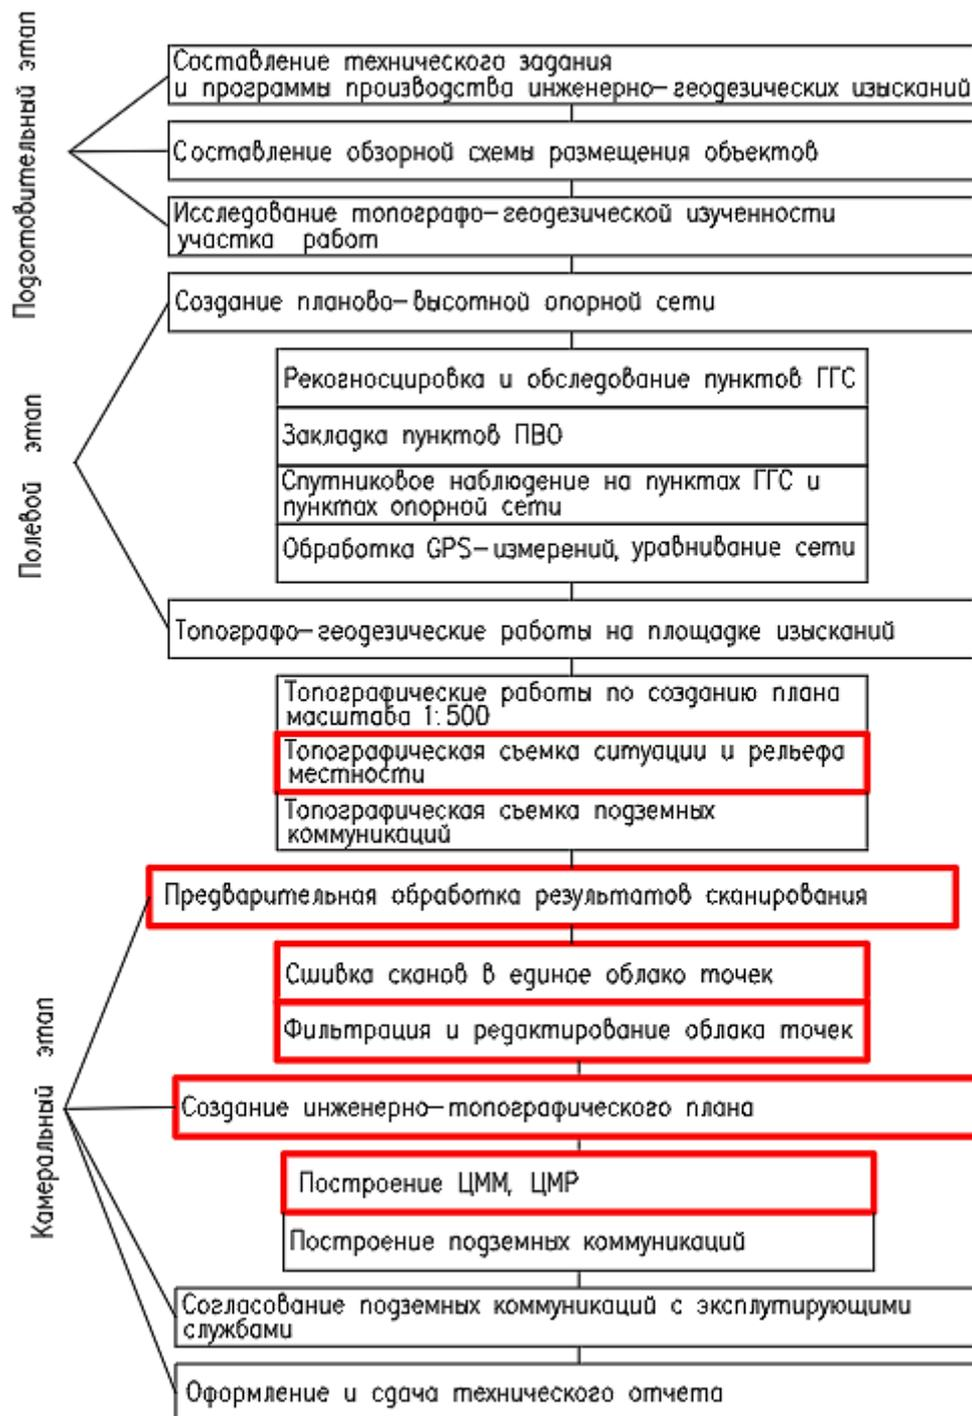 Подготовительный этап
Составление технического задания
и программы производства инженерно-геодезических изысканий
Составление обзорной схемы размещения объектов
Исследование топографо-геодезической изученности
участка работ
Полевой этап
Создание планово-высотной опорной сети
Рекогносцировка и обследование пунктов ГГС
Закладка пунктов ПВО
Спутниковое наблюдение на пунктах ГГС и
пунктах опорной сети
Обработка GPS-измерений, уравнивание сети
Топографо-геодезические работы на площадке изысканий
Топографические работы по созданию плана
масштаба 1:500
Топографическая съемка ситуации и рельефа
местности
Топографическая съемка подземных
коммуникаций
Камеральный этап
Предварительная обработка результатов сканирования
Сшивка сканов в единое облако точек
Фильтрация и редактирование облака точек
Создание инженерно-топографического плана
Построение ЦММ, ЦМР
Построение подземных коммуникаций
Согласование подземных коммуникаций с эксплутирующими
службами
Оформление и сдача технического отчета